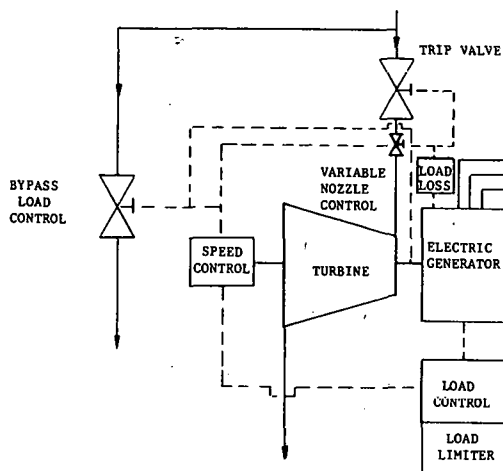 TRIP VALVE
BYPASS
LOAD
CONTROL
VARIABLE
NOZZLE
CONTROL
LOAD
LOSS
SPEED
CONTROL
TURBINE
ELECTRIC
GENERATOR
LOAD
CONTROL
LOAD
LIMITER